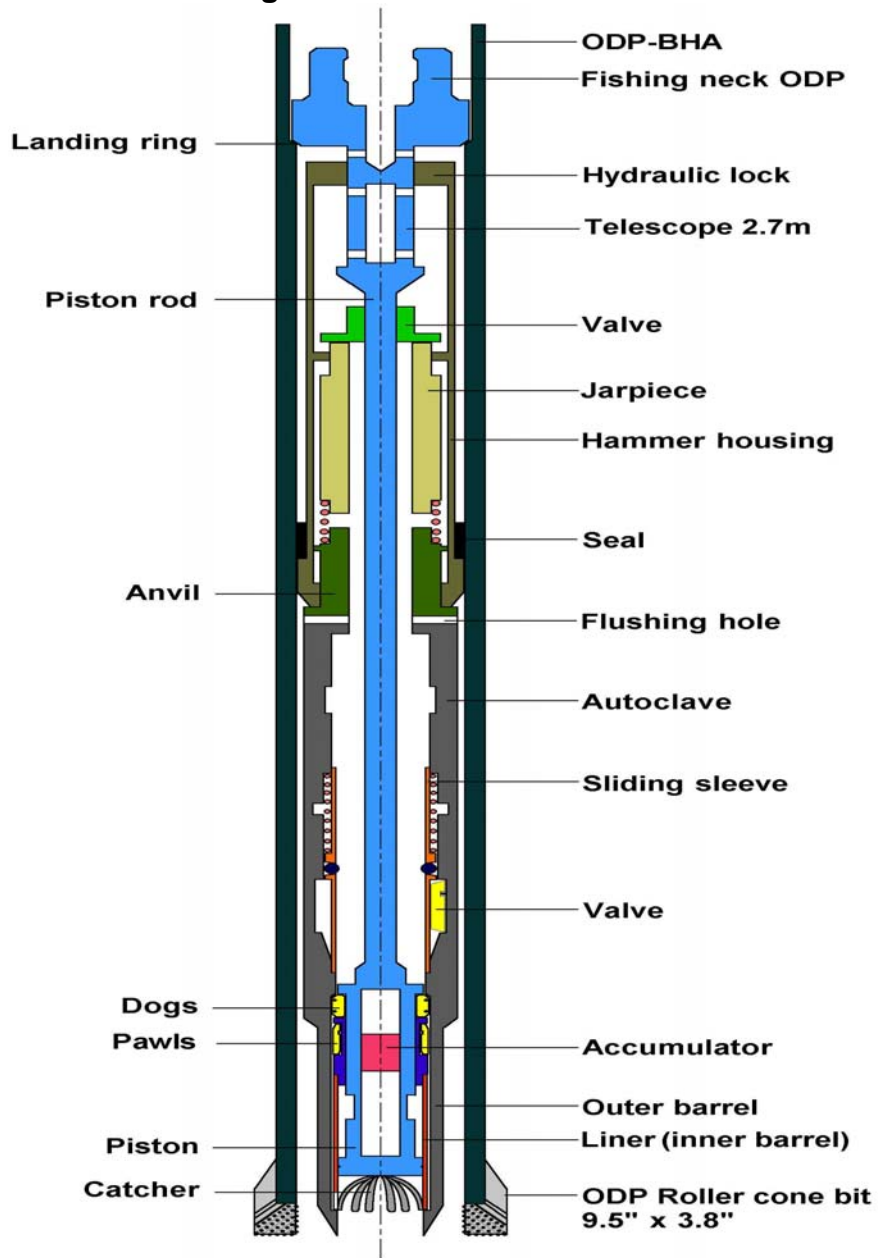 ODP-BHA
Fishing neck ODP
Landing ring
Hydraulic lock
Telescope 2.7m
Piston rod
Valve
Jarpiece
Hammer housing
Seal
Anvil
Flushing hole
Autoclave
Sliding sleeve
Valve
Dogs
Pawls
Accumulator
Outer barrel
Piston
Liner (inner barrel)
Catcher
ODP Roller cone bit
9.5" x 3.8"